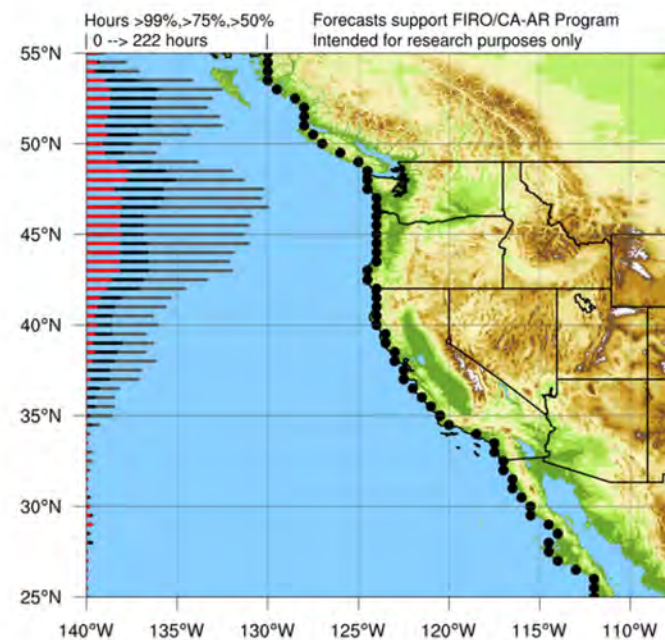 Hours >99%,>75%,>50%
Forecasts support FIRO/CA-AR Program
|0 --> 222 hours |
Intended for research purposes only
55°N
50°N
45°N
40°N
35°N
30°N
25°N
140°W 135°W 130°W 125°W 120°W 115°W 110°W